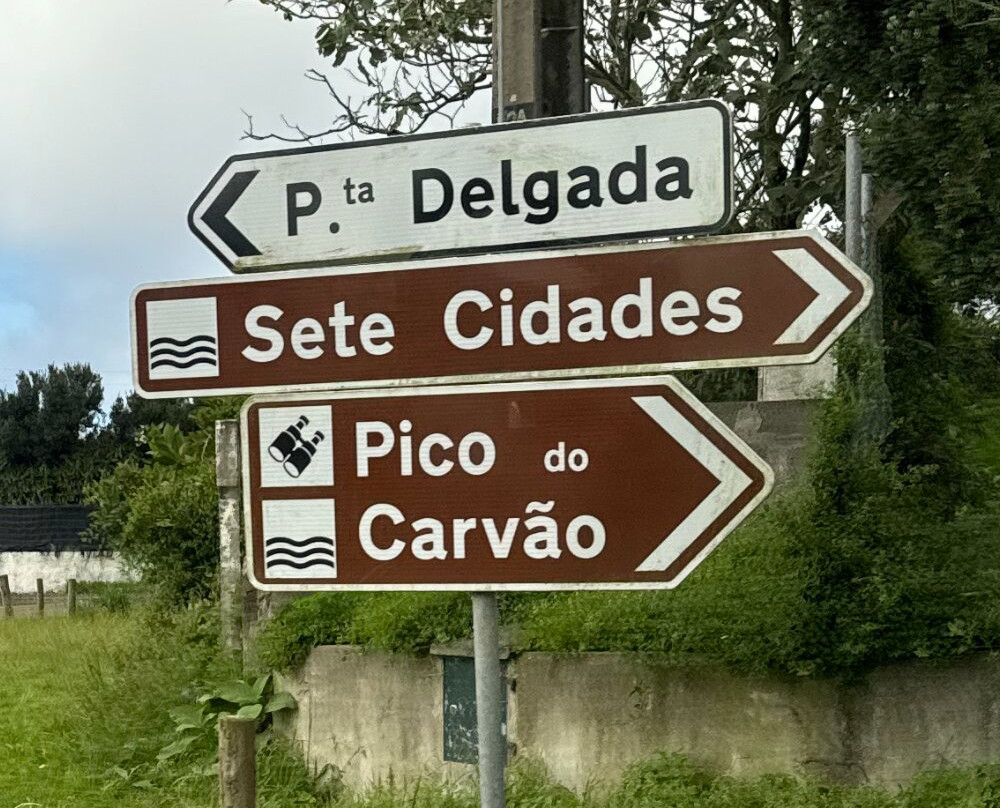 P.ta Delgada
Sete Cidades
Pico do
Carvão